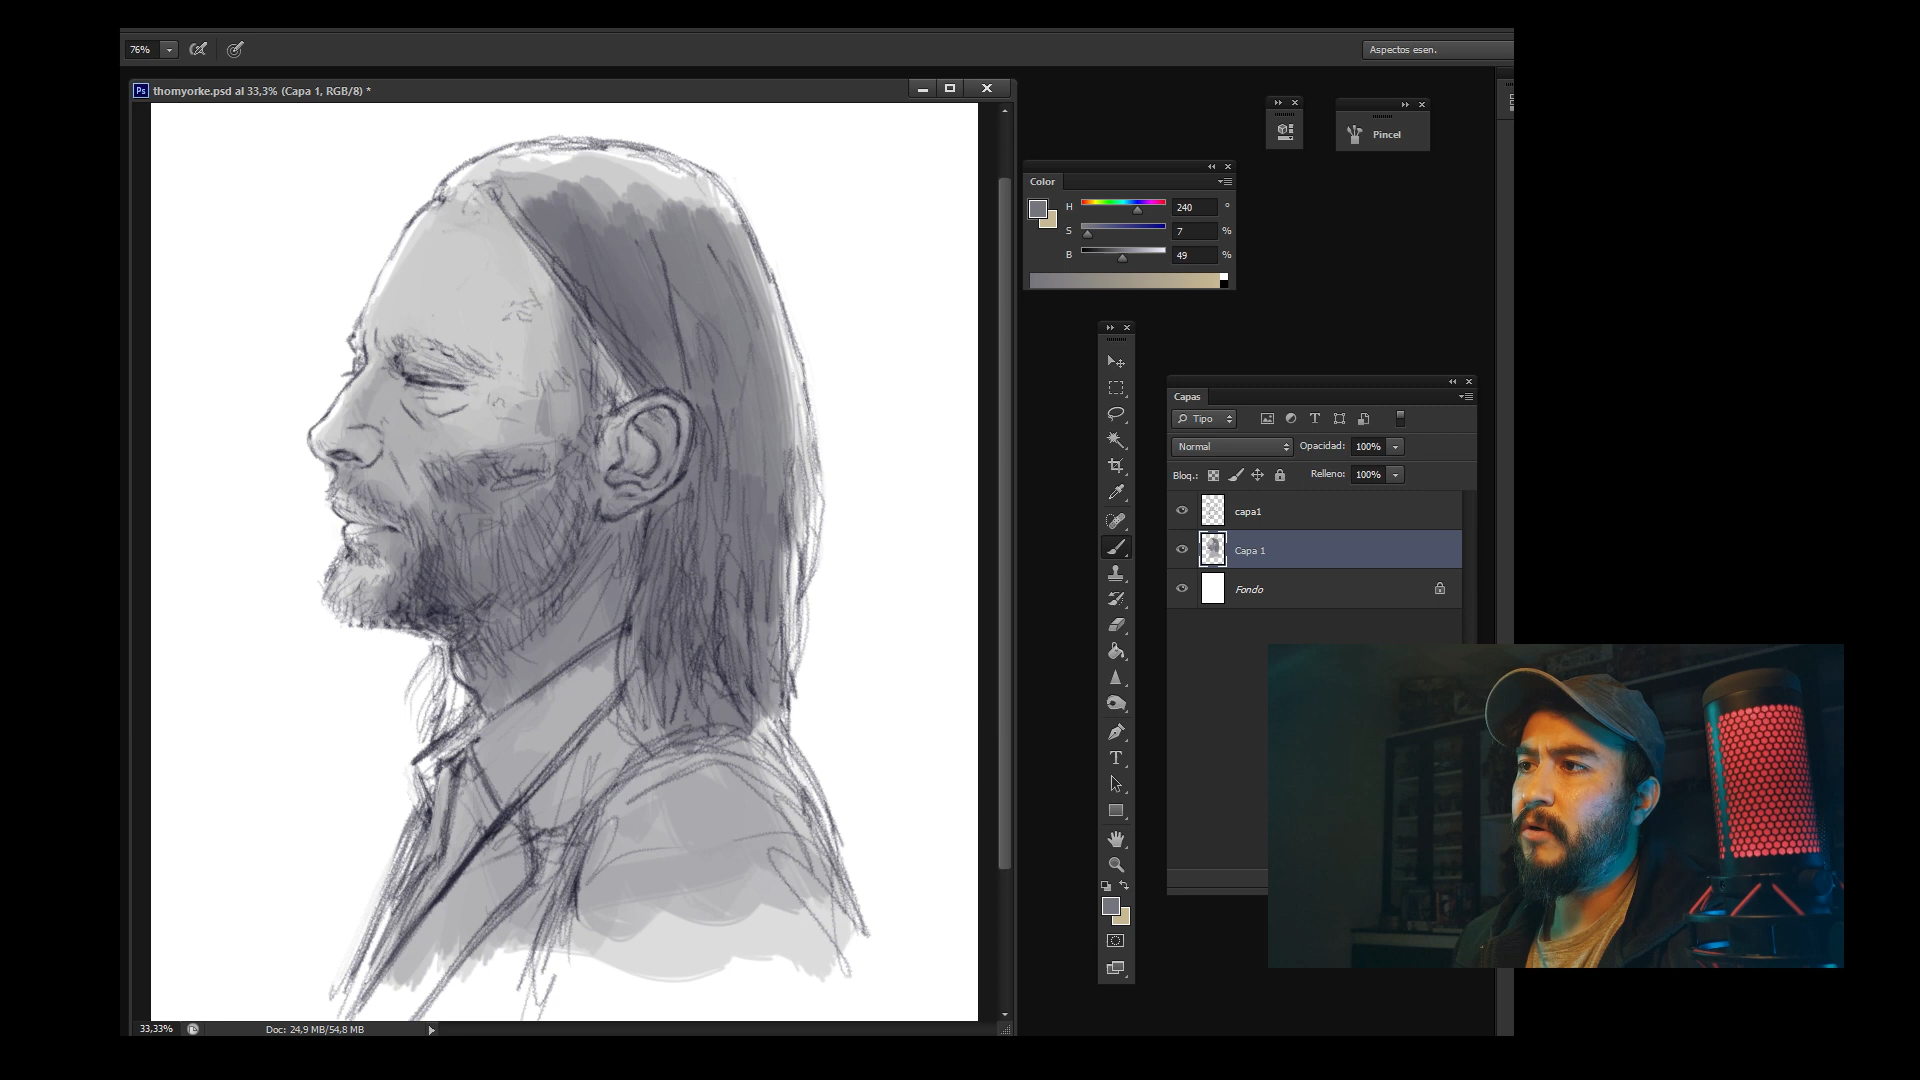 76%
Aspectos esen.
Ps thomyorke.psd al 33,3% (Capa 1, RGB/8) *
Pincel
Color
H 240 °
S 7 %
B 49 %
Capas
Tipo
T
Normal Opacidad: 100%
Bloq.: Relleno: 100%
capa1
Capa 1
Fondo
T
33,33% Doc: 24,9 MB/54,8 MB